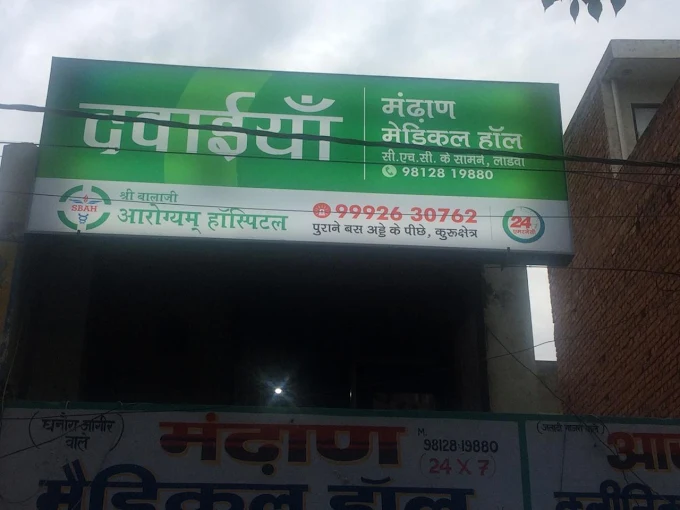 दवाईयाँ
मंढ़ाण
मेडिकल हॉल
सी.एच.सी. के सामने, लाडवा
98128 19880
SBAH
श्री बालाजी
आरोग्यम् हॉस्पिटल
99926 30762
पुराने बस अड्डे के पीछे, कुरूक्षेत्र
24
मंढ़ाण
वाले
M.
98128-19880
24 X 7
मैडिकल हॉल